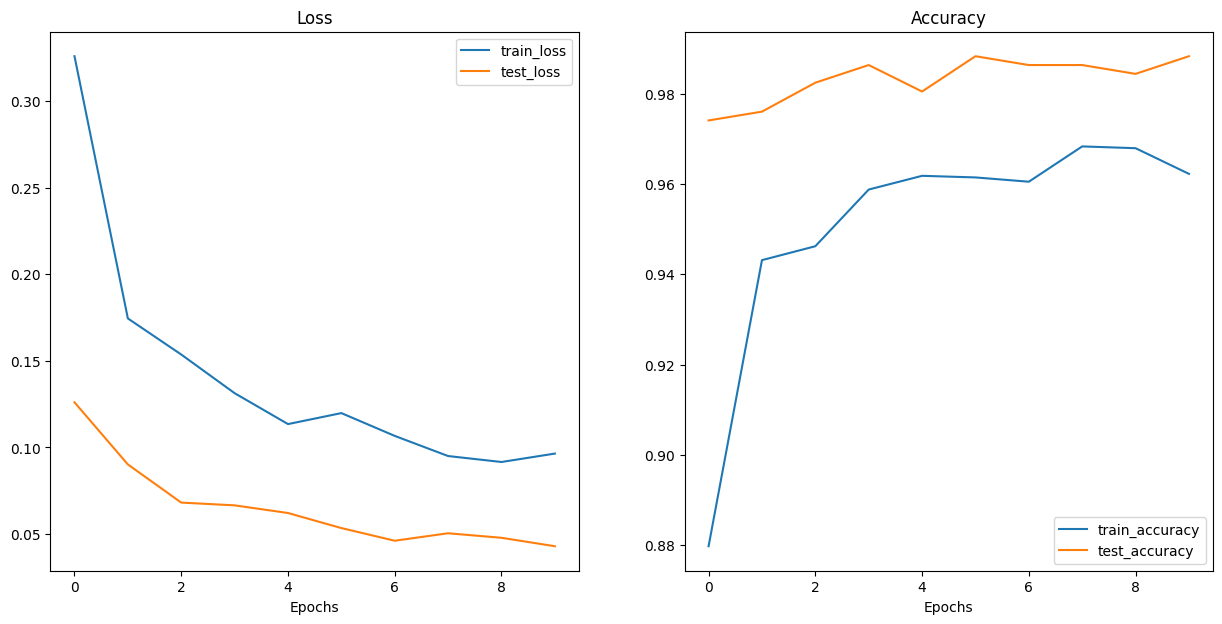 Loss
train_loss
test_loss
0.30
0.25
0.20
0.15
0.10
0.05
0 2 4 6 8
Epochs
Accuracy
0.98
0.96
0.94
0.92
0.90
0.88
train_accuracy
test_accuracy
0 2 4 6 8
Epochs